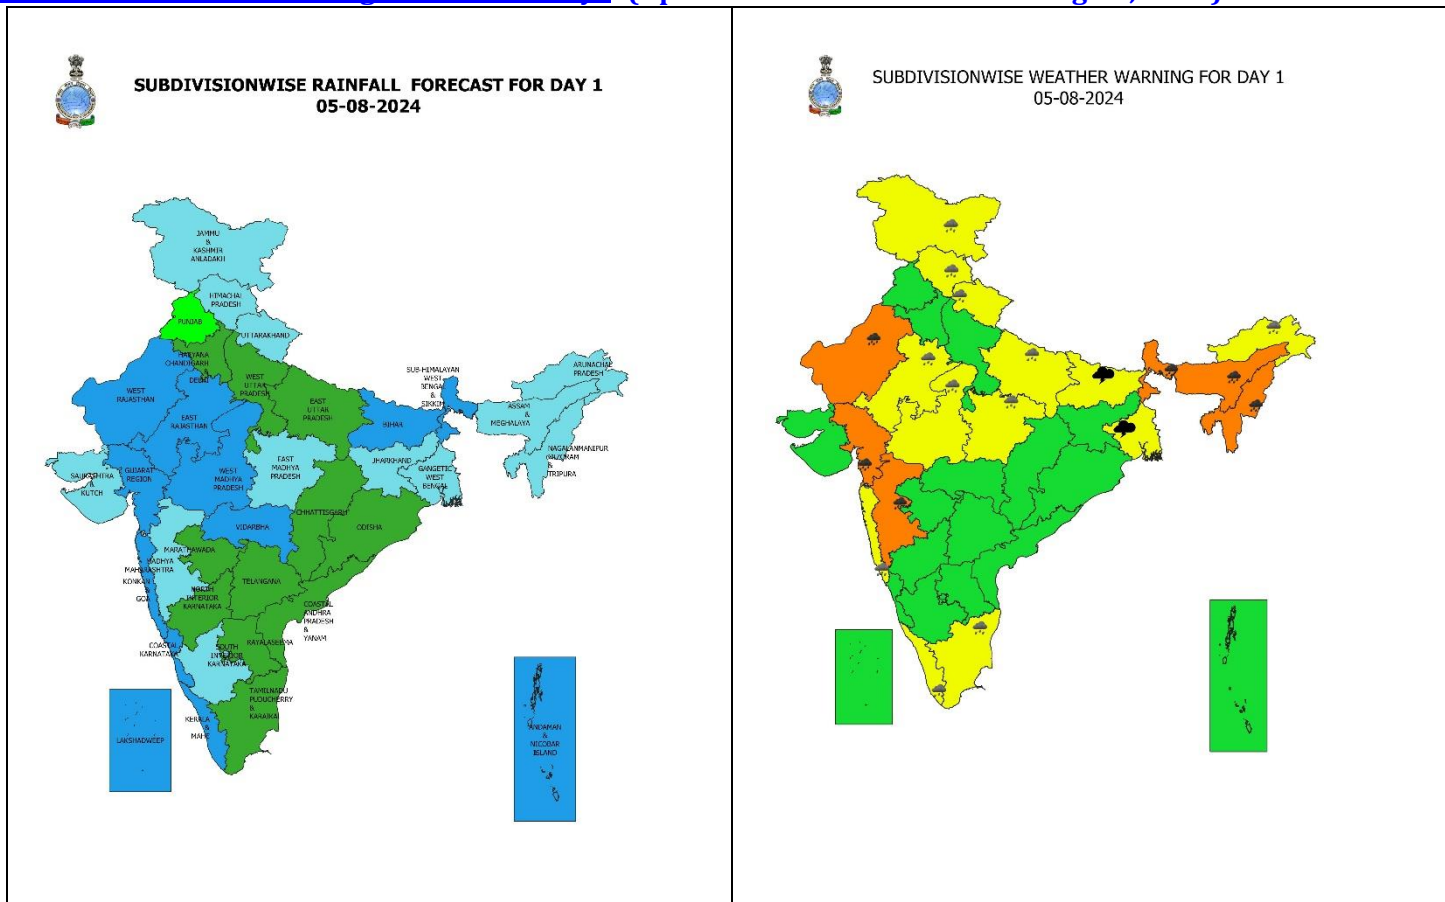 SUBDIVISIONWISE RAINFALL FORECAST FOR DAY 1
05-08-2024
JAMMU
&
KASHMIR
ANLADAKH
HIMACHAL
PRADESH
PUNJAB
UTTARAKHAND
HARYANA
CHANDIGARH
&
DELHI
WEST
UTTAR
PRADESH
EAST
UTTAR
PRADESH
WEST
RAJASTHAN
EAST
RAJASTHAN
SUB-HIMALAYAN
WEST
BENGAL
&
SIKKIM
BIHAR
ARUNACHAL
PRADESH
ASSAM
&
MEGHALAYA
TRIPURA
SAURASHTRA
&
KUTCH
GUJARAT
REGION
WEST
MADHYA
PRADESH
EAST
MADHYA
PRADESH
JHARKHAND
GANGETIC
WEST
BENGAL
CHHATTISGARH
ODISHA
VIDARBHA
MARATHAWADA
MADHYA
MAHARASHTRA
KONKAN
&
GOA
NORTH
INTERIOR
KARNATAKA
TELANGANA
COASTAL
ANDHRA
PRADESH
&
YANAM
COASTAL
KARNATAKA
SOUTH
INTERIOR
KARNATAKA
RAYALASEEMA
TAMILNADU
PUDUCHERRY
&
KARAIKAL
KERALA
&
MAHE
LAKSHADWEEP
ANDAMAN
&
NICOBAR
ISLAND
SUBDIVISIONWISE WEATHER WARNING FOR DAY 1
05-08-2024